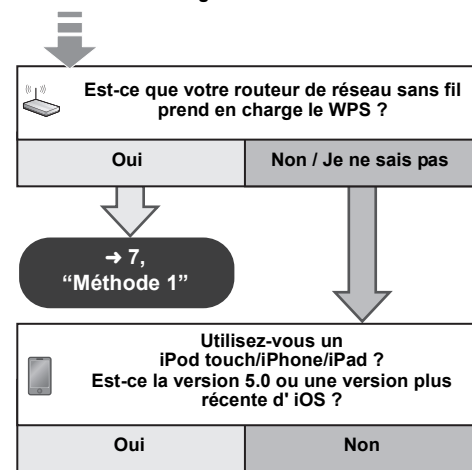 Est-ce que votre routeur de réseau sans fil
prend en charge le WPS ?
Oui
Non / Je ne sais pas
➔ 7,
“Méthode 1”
Utilisez-vous un
iPod touch/iPhone/iPad ?
Est-ce la version 5.0 ou une version plus
récente d' iOS ?
Oui
Non